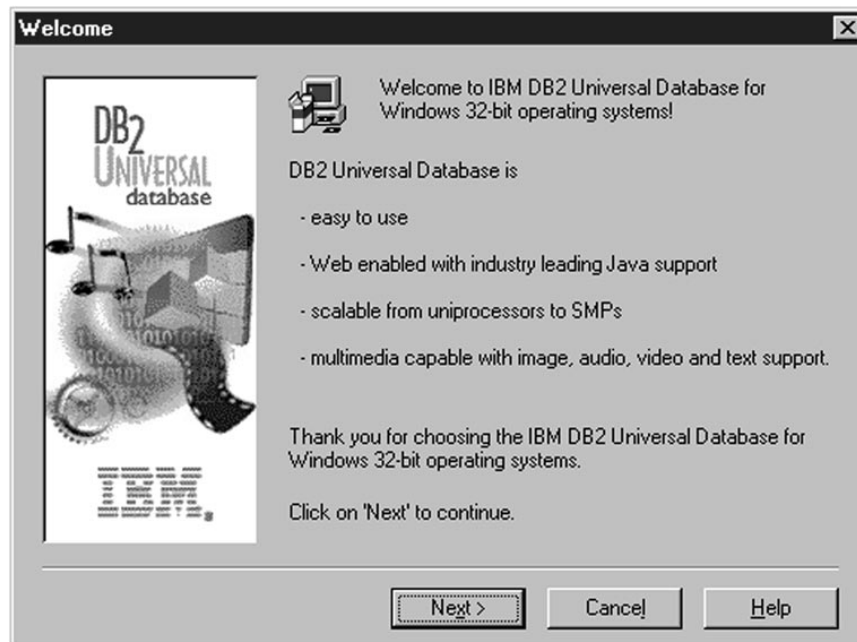 Welcome
DB2
UNIVERSAL
database
IBM
Welcome to IBM DB2 Universal Database for
Windows 32-bit operating systems!
DB2 Universal Database is
- easy to use
- Web enabled with industry leading Java support
- scalable from uniprocessors to SMPs
- multimedia capable with image, audio, video and text support.
Thank you for choosing the IBM DB2 Universal Database for
Windows 32-bit operating systems.
Click on 'Next' to continue.
Next >
Cancel
Help